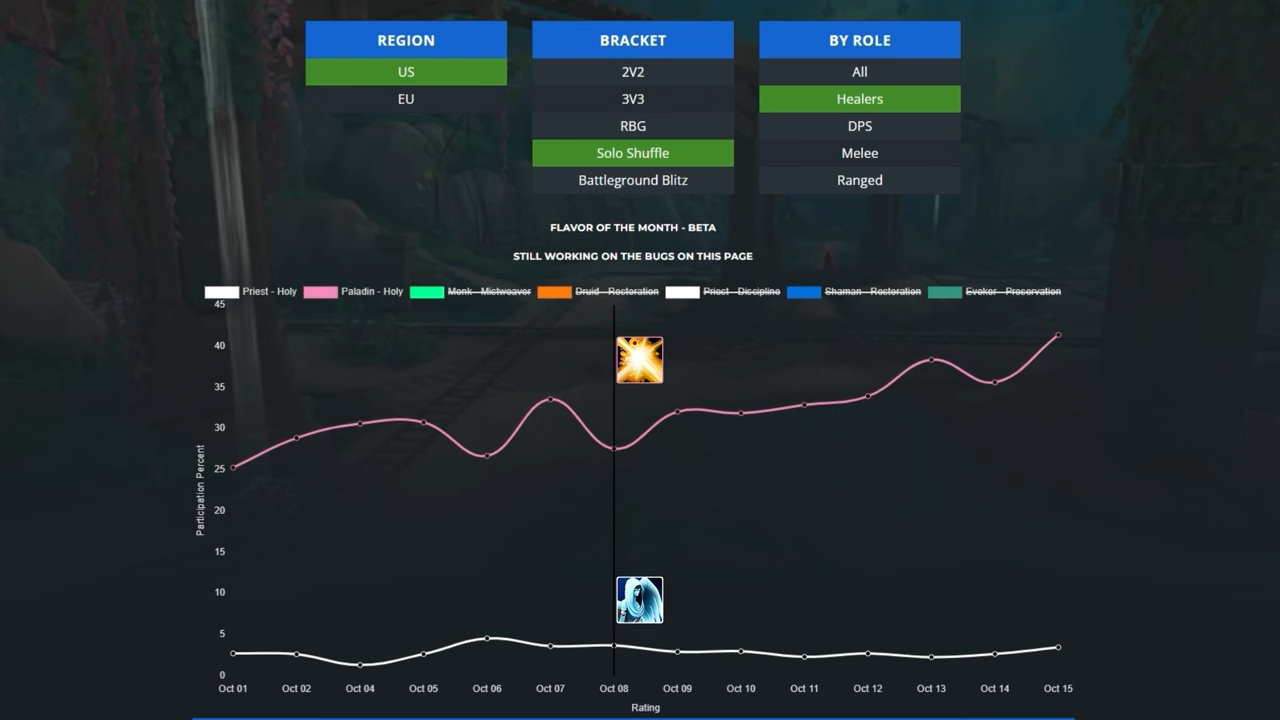 REGION BRACKET BY ROLE
US 2V2 All
EU 3V3 Healers
RBG DPS
Solo Shuffle Melee
Battleground Blitz Ranged
FLAVOR OF THE MONTH - BETA
STILL WORKING ON THE BUGS ON THIS PAGE
Priest - Holy Paladin - Holy Monk - Mistweaver Druid - Restoration Priest - Discipline Shaman - Restoration Evoker - Preservation
45
40
35
30
25
20
15
10
5
0
Participation Percent
Oct 01 Oct 02 Oct 04 Oct 05 Oct 06 Oct 07 Oct 08 Oct 09 Oct 10 Oct 11 Oct 12 Oct 13 Oct 14 Oct 15
Rating